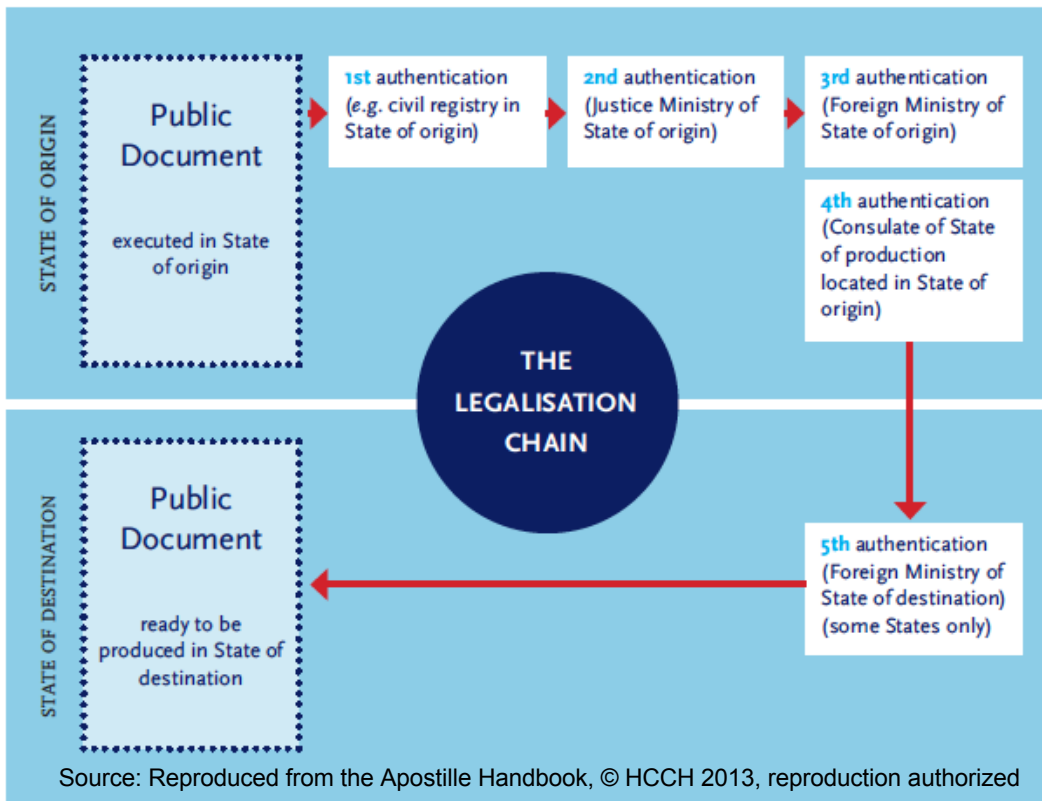 STATE OF ORIGIN
Public
Document
executed in State
of origin
1st authentication
(e.g. civil registry in
State of origin)
2nd authentication
(Justice Ministry of
State of origin)
3rd authentication
(Foreign Ministry of
State of origin)
4th authentication
(Consulate of State
of production
located in State of
origin)
THE
LEGALISATION
CHAIN
STATE OF DESTINATION
Public
Document
ready to be
produced in State of
destination
5th authentication
(Foreign Ministry of
State of destination)
(some States only)
Source: Reproduced from the Apostille Handbook, © HCCH 2013, reproduction authorized